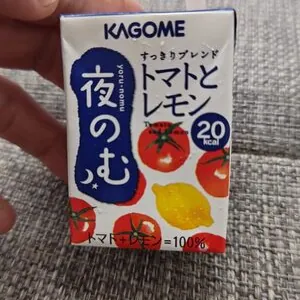 KAGOME
すっきりブレンド
トマトと
レモン
yoru-nomu
夜のむ
20
kcal
トマト+レモン=100%